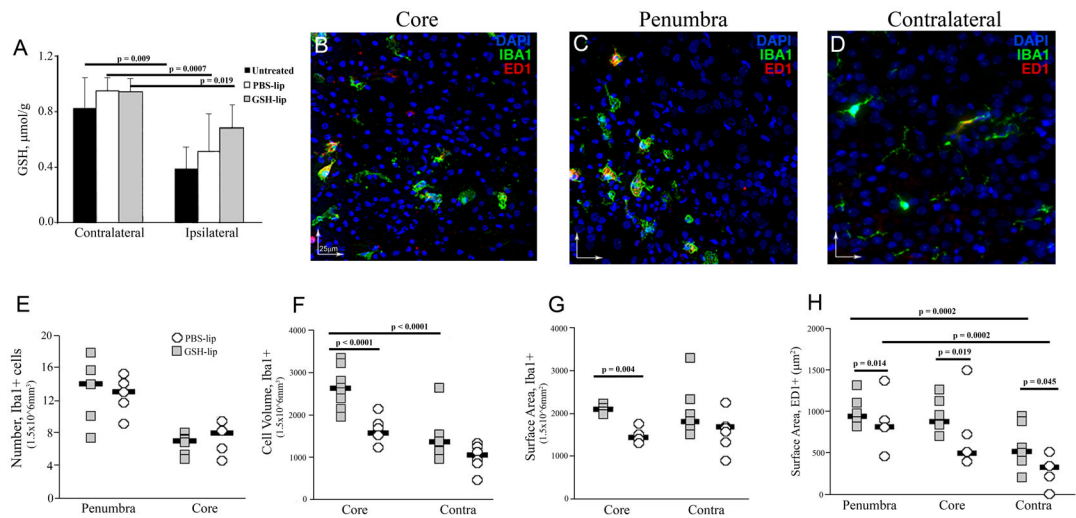 Core
Penumbra
Contralateral
A
p = 0.009
p = 0.0007
p = 0.019
Untreated
PBS-lip
GSH-lip
GSH, μmol/g
1.2
0.8
0.4
0.0
Contralateral
Ipsilateral
B
DAPI
IBA1
ED1
25μm
C
DAPI
IBA1
ED1
D
DAPI
IBA1
ED1
E
PBS-lip
GSH-lip
Number, Iba1+ cells
(1.5x10^6mm³)
20
16
12
8
4
0
Penumbra
Core
F
p < 0.0001
p < 0.0001
Cell Volume, Iba1+
(1.5x10^6mm³)
4000
3000
2000
1000
0
Core
Contra
G
p = 0.004
Surface Area, Iba1+
(1.5x10^6mm³)
4000
3000
2000
1000
0
Core
Contra
H
p = 0.0002
p = 0.0002
p = 0.014
p = 0.019
p = 0.045
Surface Area, ED1+ (μm²)
2000
1500
1000
500
0
Penumbra
Core
Contra